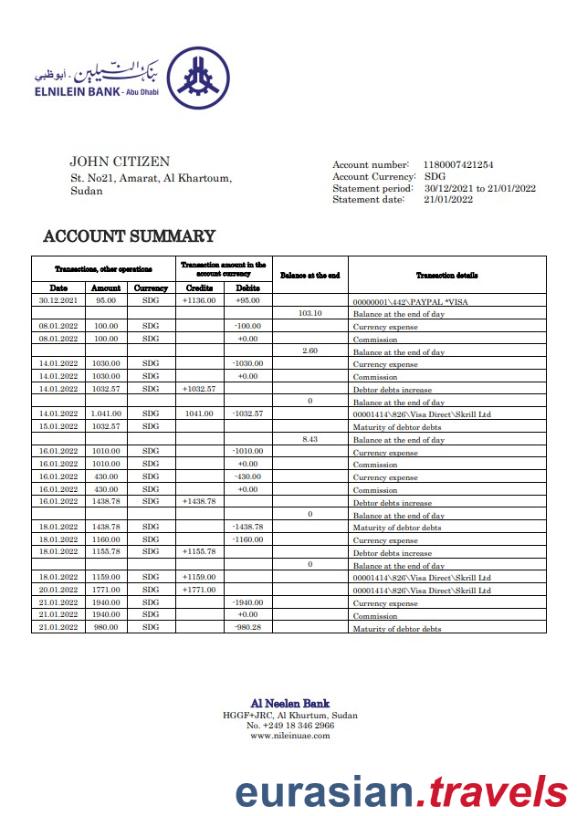 بنك النيلين - أبوظبي
ELNILEIN BANK - Abu Dhabi
JOHN CITIZEN
St. No21, Amarat, Al Khartoum,
Sudan
Account number: 1180007421254
Account Currency: SDG
Statement period: 30/12/2021 to 21/01/2022
Statement date: 21/01/2022
ACCOUNT SUMMARY
Transactions, other operations Transaction amount in the account currency Balance at the end Transaction details
Date Amount Currency Credits Debits
30.12.2021 95.00 SDG +1136.00 +95.00 00000001\442\PAYPAL *VISA
103.10 Balance at the end of day
08.01.2022 100.00 SDG -100.00 Currency expense
08.01.2022 100.00 SDG +0.00 Commission
2.60 Balance at the end of day
14.01.2022 1030.00 SDG -1030.00 Currency expense
14.01.2022 1030.00 SDG +0.00 Commission
14.01.2022 1032.57 SDG +1032.57 Debtor debts increase
0 Balance at the end of day
14.01.2022 1.041.00 SDG 1041.00 -1032.57 00001414\826\Visa Direct\Skrill Ltd
15.01.2022 1032.57 SDG Maturity of debtor debts
8.43 Balance at the end of day
16.01.2022 1010.00 SDG -1010.00 Currency expense
16.01.2022 1010.00 SDG +0.00 Commission
16.01.2022 430.00 SDG -430.00 Currency expense
16.01.2022 430.00 SDG +0.00 Commission
16.01.2022 1438.78 SDG +1438.78 Debtor debts increase
0 Balance at the end of day
18.01.2022 1438.78 SDG -1438.78 Maturity of debtor debts
18.01.2022 1160.00 SDG -1160.00 Currency expense
18.01.2022 1155.78 SDG +1155.78 Debtor debts increase
0 Balance at the end of day
18.01.2022 1159.00 SDG +1159.00 00001414\826\Visa Direct\Skrill Ltd
20.01.2022 1771.00 SDG +1771.00 00001414\826\Visa Direct\Skrill Ltd
21.01.2022 1940.00 SDG -1940.00 Currency expense
21.01.2022 1940.00 SDG +0.00 Commission
21.01.2022 980.00 SDG -980.28 Maturity of debtor debts
Al Neelen Bank
HGGF+JRC, Al Khurtum, Sudan
No. +249 18 346 2966
www.nileinuae.com
eurasian.travels